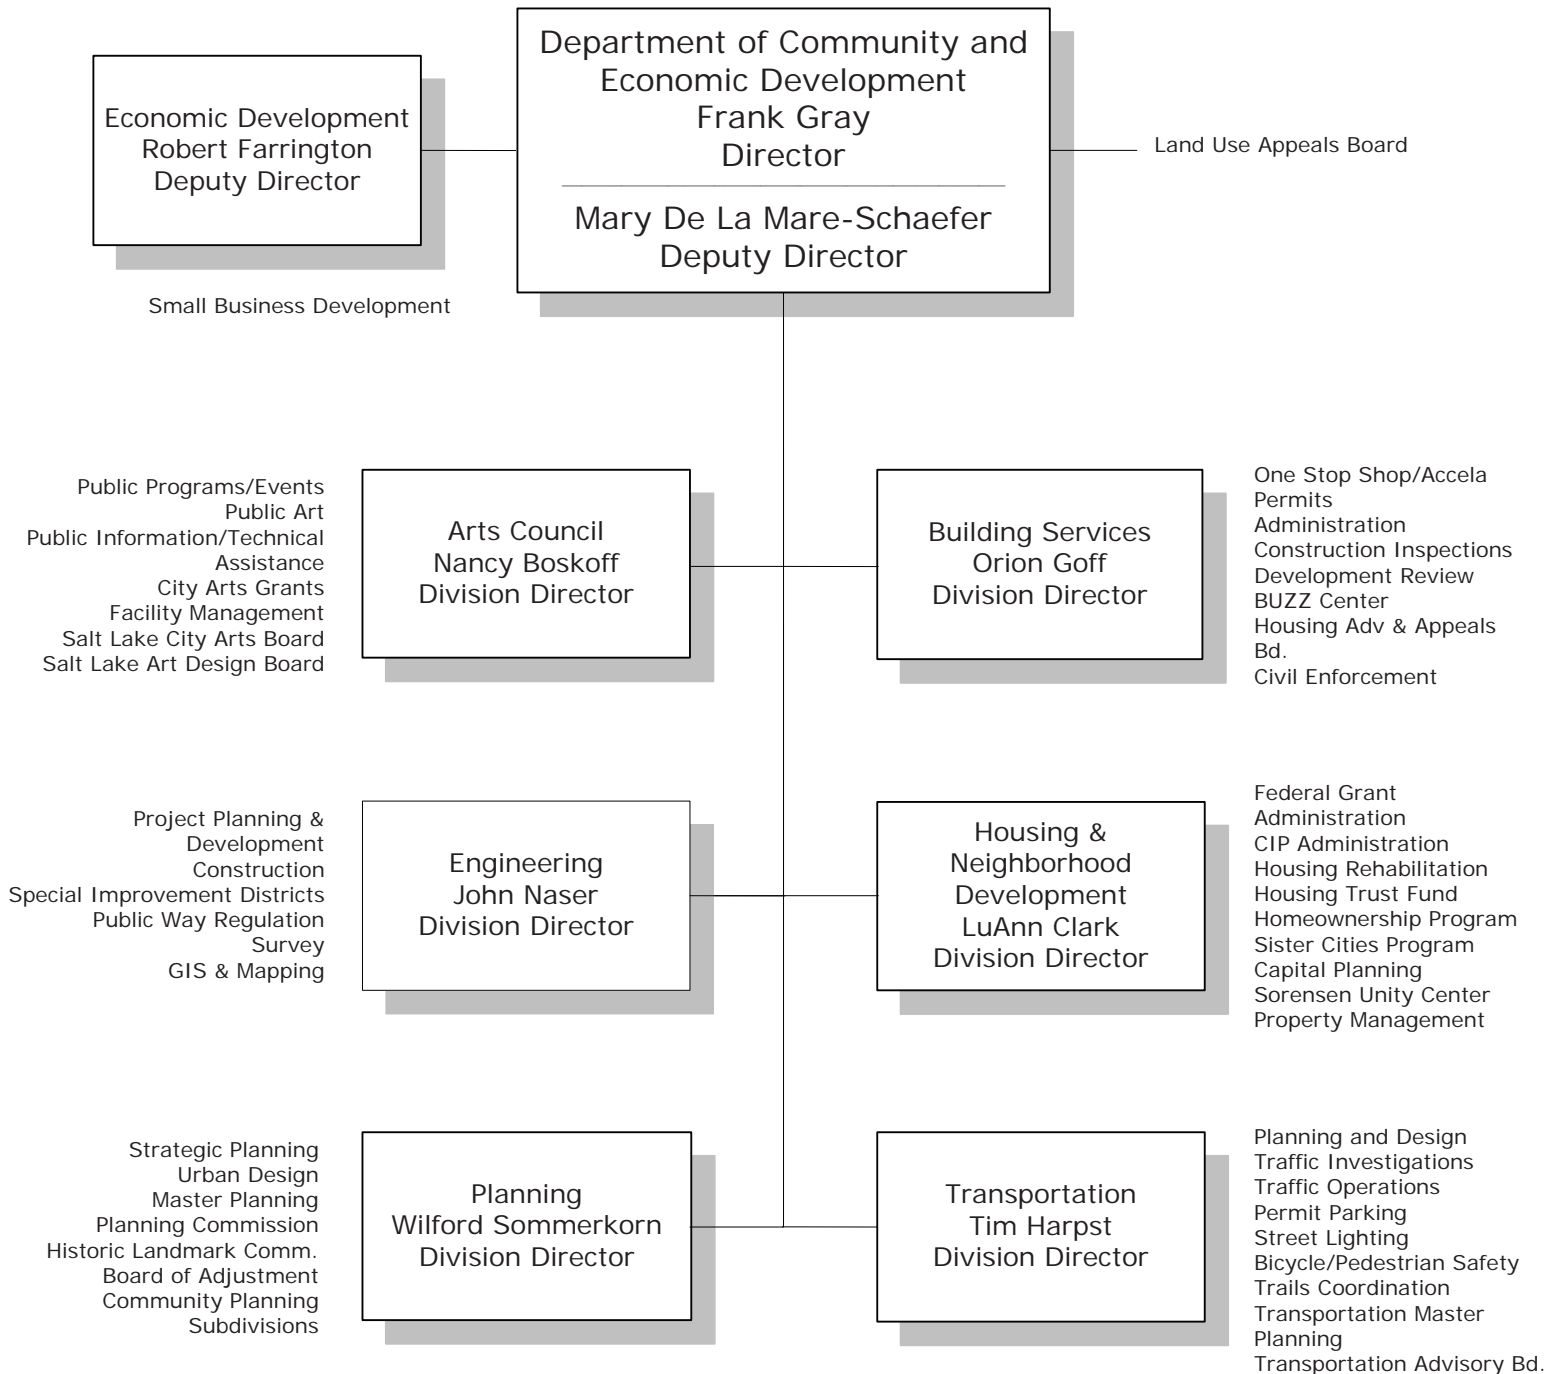 Department of Community and
Economic Development
Frank Gray
Director
Mary De La Mare-Schaefer
Deputy Director
Economic Development
Robert Farrington
Deputy Director
Small Business Development
Land Use Appeals Board
Public Programs/Events
Public Art
Public Information/Technical
Assistance
City Arts Grants
Facility Management
Salt Lake City Arts Board
Salt Lake Art Design Board
Arts Council
Nancy Boskoff
Division Director
Building Services
Orion Goff
Division Director
One Stop Shop/Accela
Permits
Administration
Construction Inspections
Development Review
BUZZ Center
Housing Adv & Appeals
Bd.
Civil Enforcement
Project Planning &
Development
Construction
Special Improvement Districts
Public Way Regulation
Survey
GIS & Mapping
Engineering
John Naser
Division Director
Housing &
Neighborhood
Development
LuAnn Clark
Division Director
Federal Grant
Administration
CIP Administration
Housing Rehabilitation
Housing Trust Fund
Homeownership Program
Sister Cities Program
Capital Planning
Sorensen Unity Center
Property Management
Strategic Planning
Urban Design
Master Planning
Planning Commission
Historic Landmark Comm.
Board of Adjustment
Community Planning
Subdivisions
Planning
Wilford Sommerkorn
Division Director
Transportation
Tim Harpst
Division Director
Planning and Design
Traffic Investigations
Traffic Operations
Permit Parking
Street Lighting
Bicycle/Pedestrian Safety
Trails Coordination
Transportation Master
Planning
Transportation Advisory Bd.